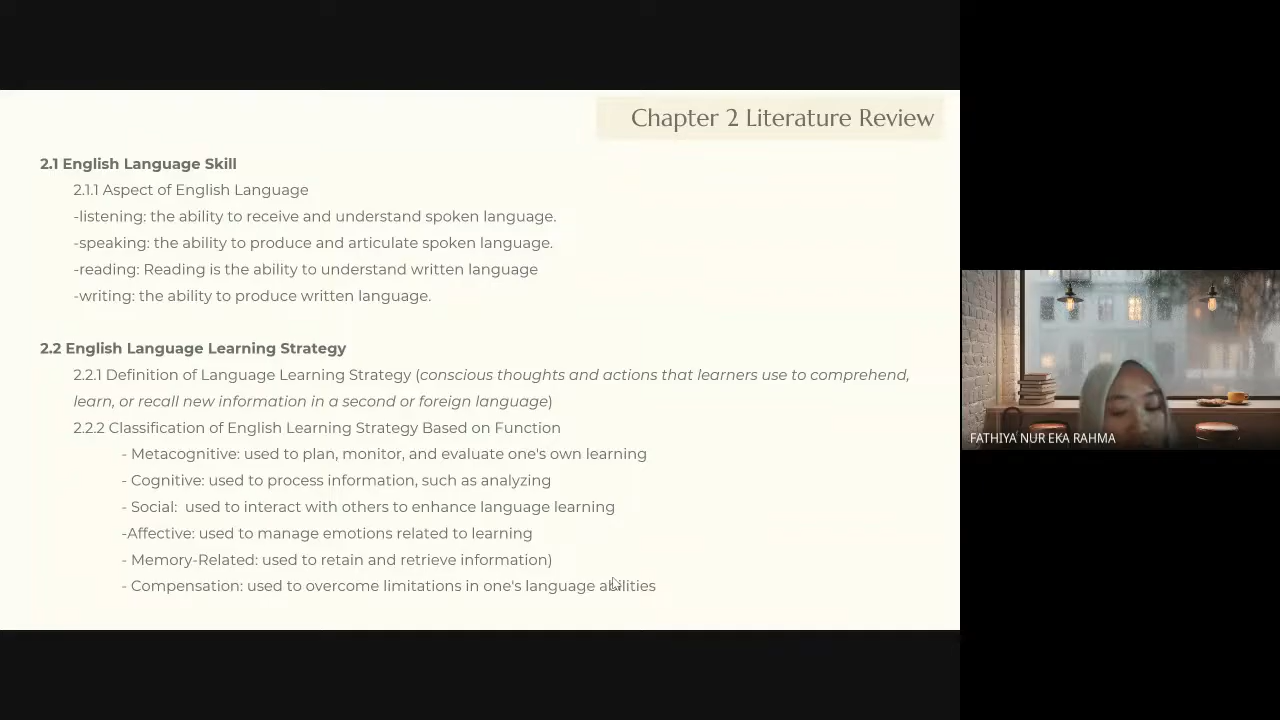 Chapter 2 Literature Review
2.1 English Language Skill
2.1.1 Aspect of English Language
-listening: the ability to receive and understand spoken language.
-speaking: the ability to produce and articulate spoken language.
-reading: Reading is the ability to understand written language
-writing: the ability to produce written language.
2.2 English Language Learning Strategy
2.2.1 Definition of Language Learning Strategy (conscious thoughts and actions that learners use to comprehend,
learn, or recall new information in a second or foreign language)
2.2.2 Classification of English Learning Strategy Based on Function
- Metacognitive: used to plan, monitor, and evaluate one's own learning
- Cognitive: used to process information, such as analyzing
- Social:  used to interact with others to enhance language learning
-Affective: used to manage emotions related to learning
- Memory-Related: used to retain and retrieve information)
- Compensation: used to overcome limitations in one's language abilities
FATHIYA NUR EKA RAHMA